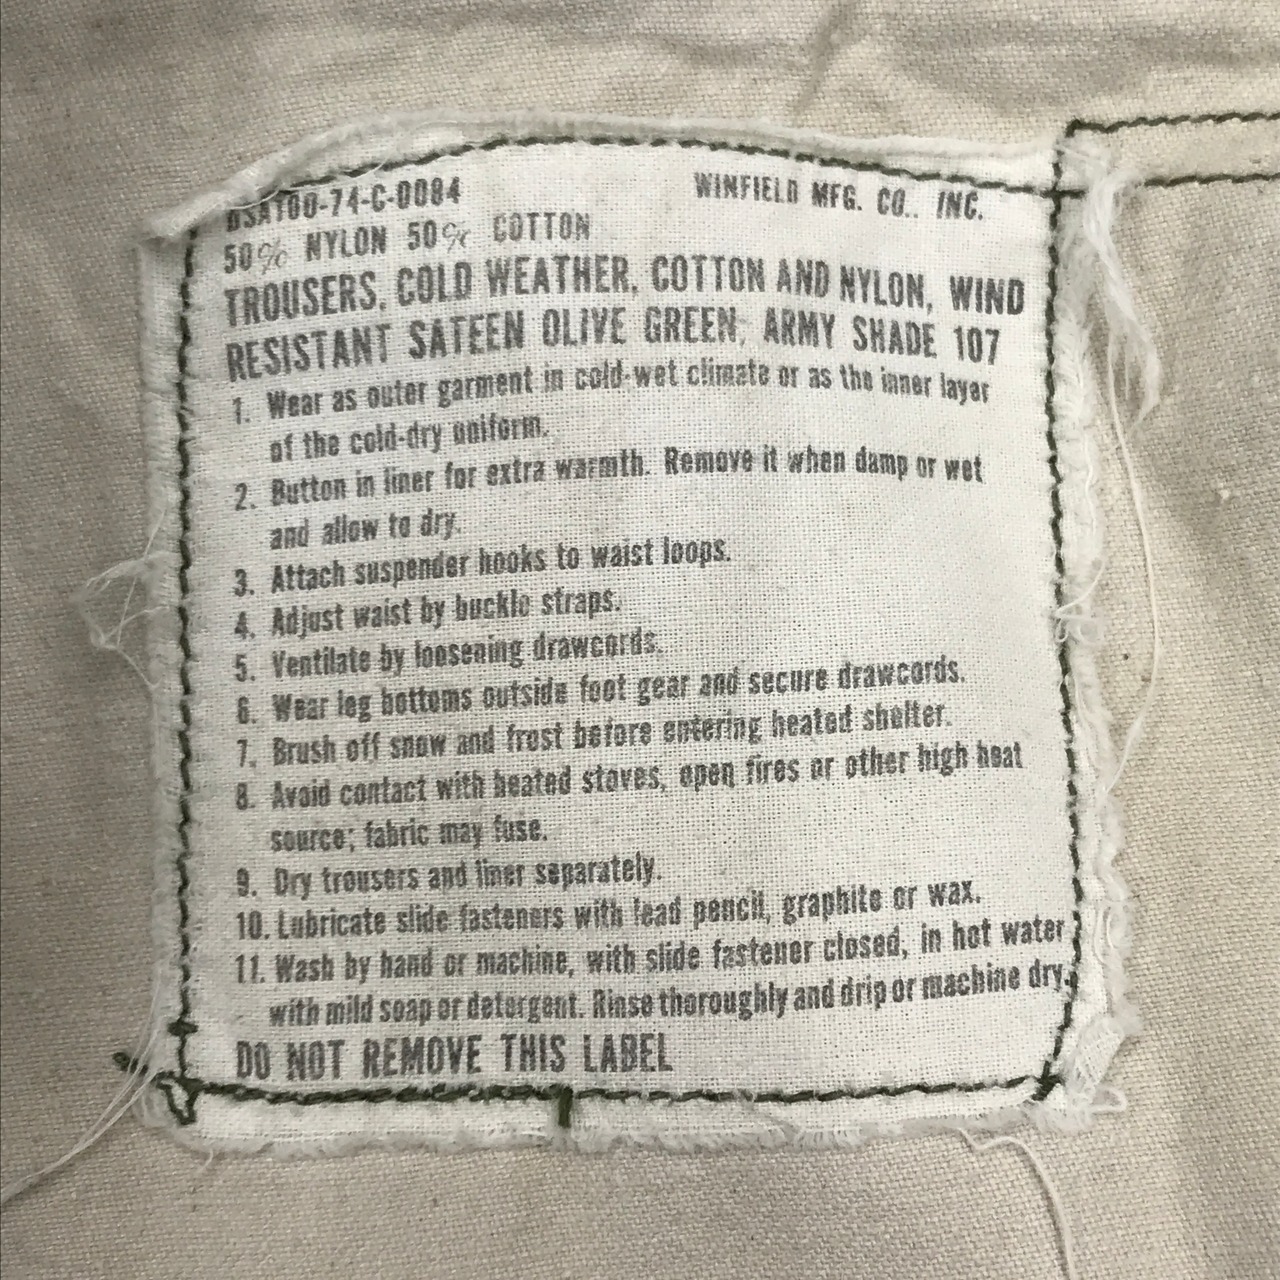 DSA100-74-C-0084 WINFIELD MFG. CO., INC.
50% NYLON 50% COTTON
TROUSERS, COLD WEATHER, COTTON AND NYLON, WIND
RESISTANT SATEEN OLIVE GREEN, ARMY SHADE 107
1. Wear as outer garment in cold-wet climate or as the inner layer
of the cold-dry uniform.
2. Button in liner for extra warmth. Remove it when damp or wet
and allow to dry.
3. Attach suspender hooks to waist loops.
4. Adjust waist by buckle straps.
5. Ventilate by loosening drawcords.
6. Wear leg bottoms outside foot gear and secure drawcords.
7. Brush off snow and frost before entering heated shelter.
8. Avoid contact with heated stoves, open fires or other high heat
source; fabric may fuse.
9. Dry trousers and liner separately.
10. Lubricate slide fasteners with lead pencil, graphite or wax.
11. Wash by hand or machine, with slide fastener closed, in hot water
with mild soap or detergent. Rinse thoroughly and drip or machine dry.
DO NOT REMOVE THIS LABEL